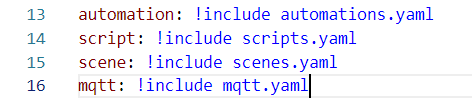 13 automation: !include automations.yaml
14 script: !include scripts.yaml
15 scene: !include scenes.yaml
16 mqtt: !include mqtt.yaml